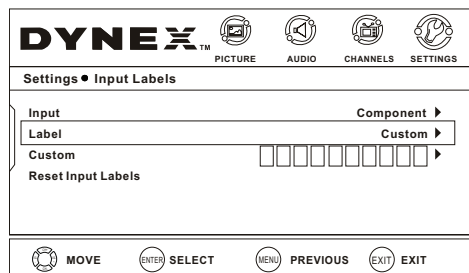 DYNEX™
PICTURE AUDIO CHANNELS SETTINGS
Settings ● Input Labels
Input Component ▶
Label Custom ▶
Custom ▶
Reset Input Labels
MOVE ENTER SELECT MENU PREVIOUS EXIT EXIT